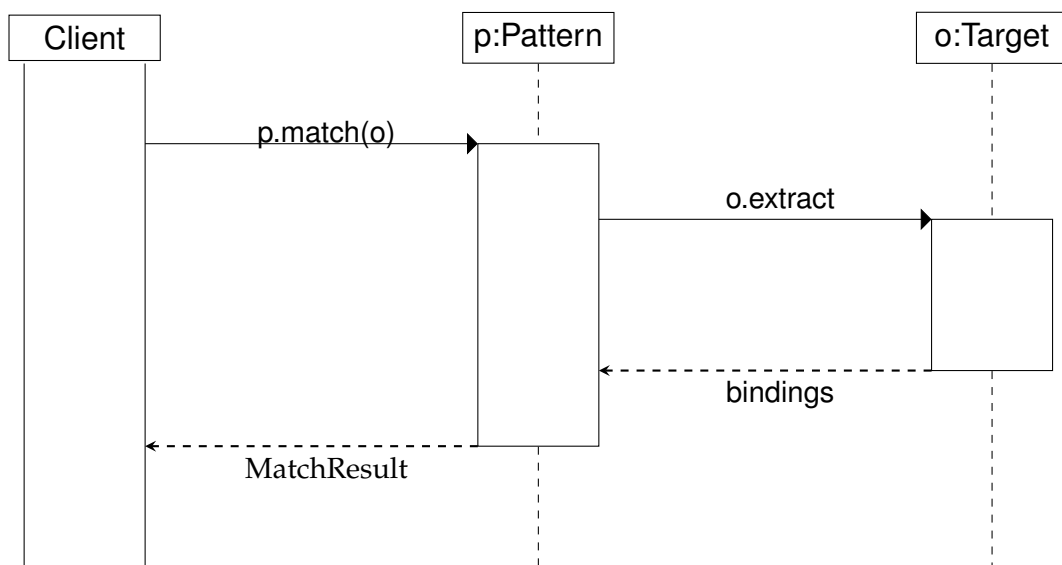 Client
p:Pattern
o:Target
p.match(o)
o.extract
bindings
MatchResult